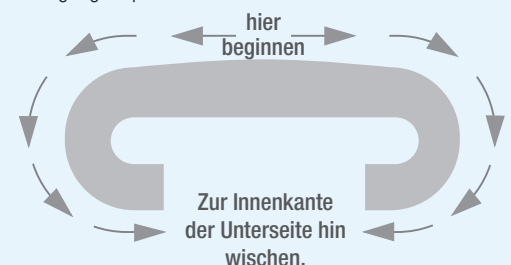 hier
beginnen
Zur Innenkante
der Unterseite hin
wischen.